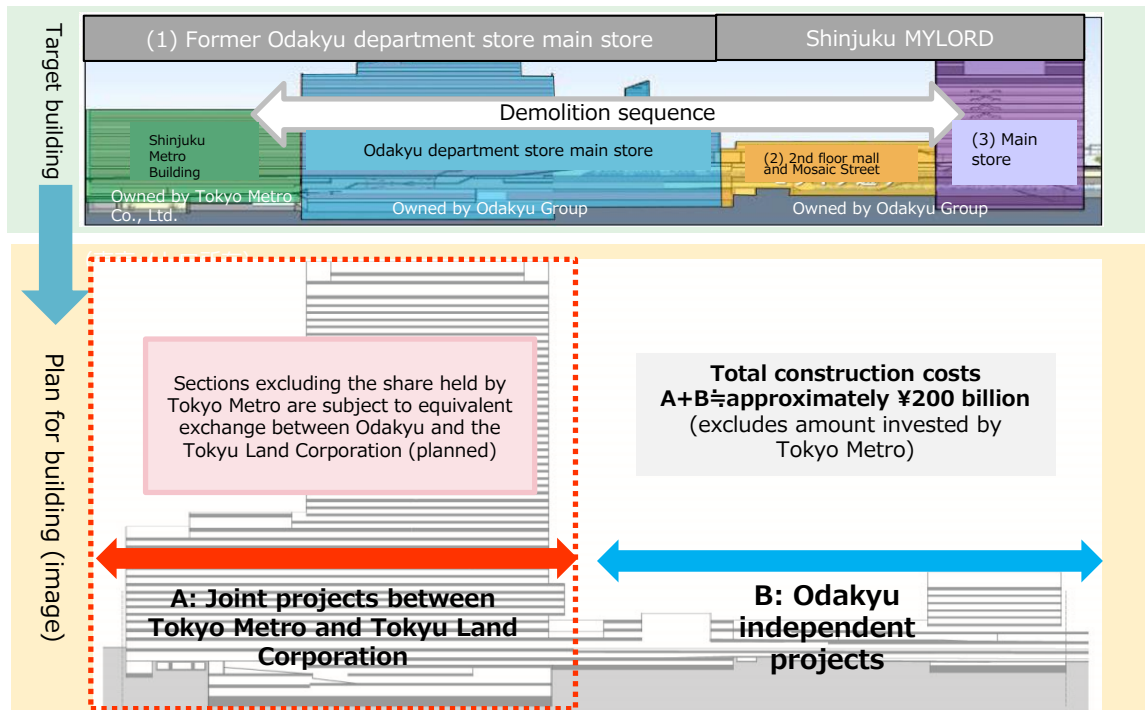 Target building
(1) Former Odakyu department store main store
Shinjuku MYLORD
Demolition sequence
Shinjuku
Metro
Building
Odakyu department store main store
(2) 2nd floor mall
and Mosaic Street
(3) Main
store
Owned by Tokyo Metro
Co., Ltd.
Owned by Odakyu Group
Owned by Odakyu Group
Plan for building (image)
Sections excluding the share held by
Tokyo Metro are subject to equivalent
exchange between Odakyu and the
Tokyu Land Corporation (planned)
Total construction costs
A+B≒approximately ¥200 billion
(excludes amount invested by
Tokyo Metro)
A: Joint projects between
Tokyo Metro and Tokyu Land
Corporation
B: Odakyu
independent
projects